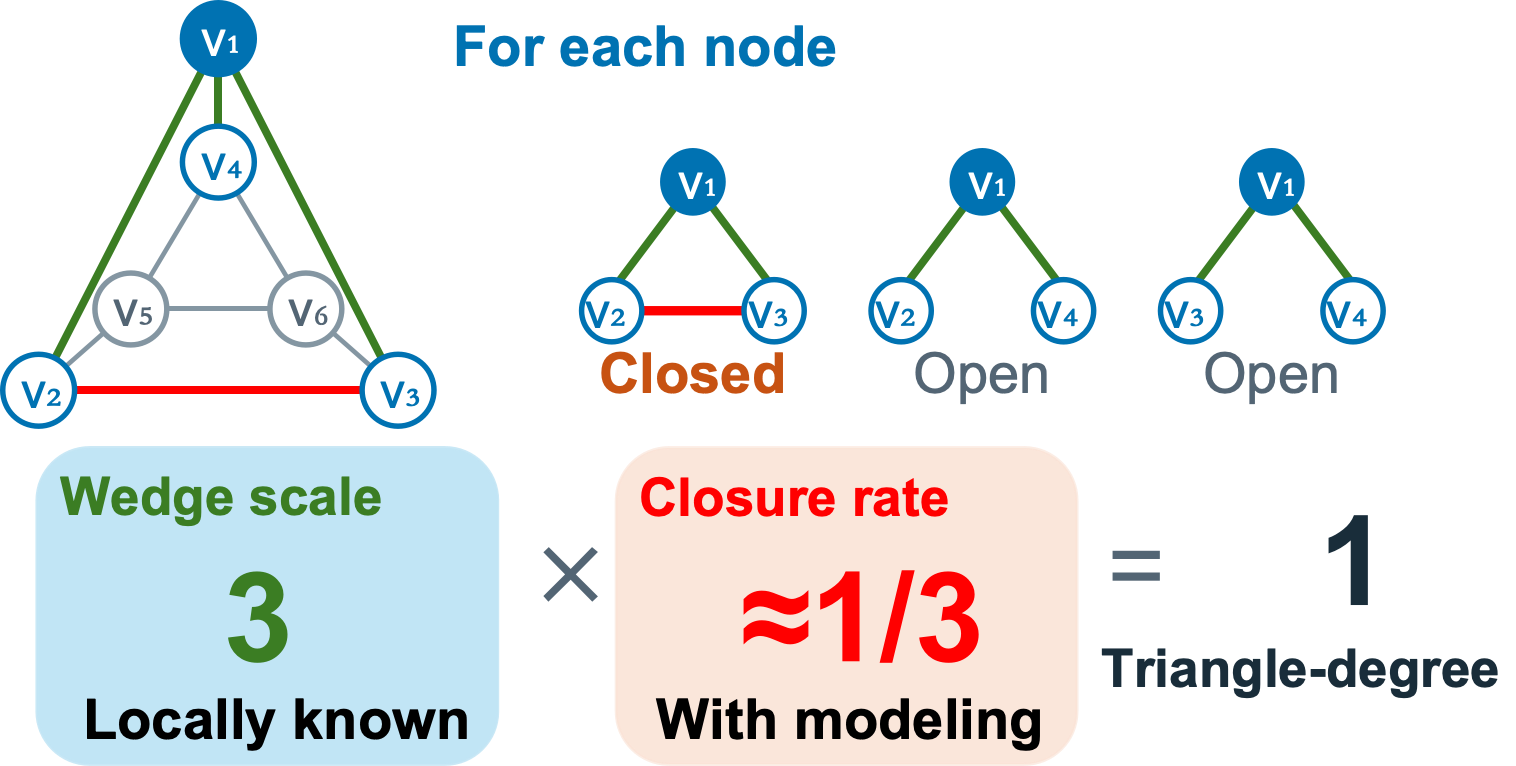 For each node
V1
V4
V5 V6
V2 V3
V1
V2 V3
Closed
V1
V2 V4
Open
V1
V3 V4
Open
Wedge scale
3
Locally known
×
Closure rate
≈1/3
With modeling
=
1
Triangle-degree